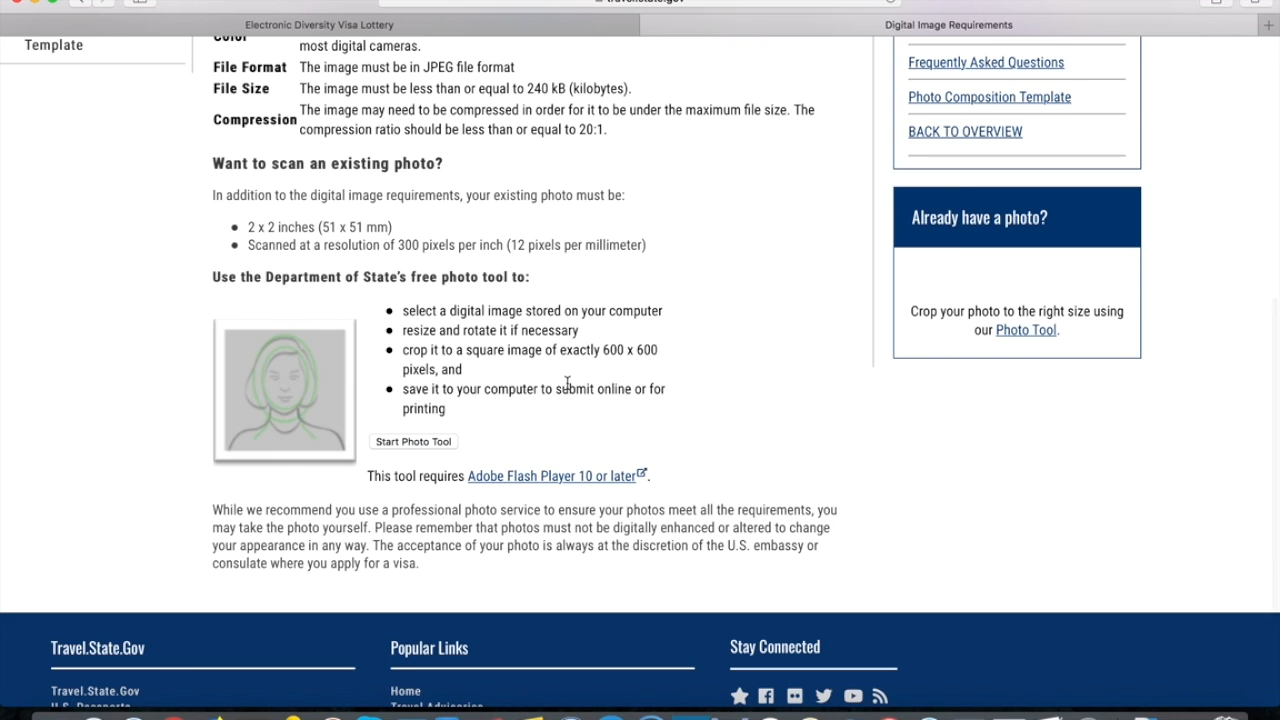 travel.state.gov
Electronic Diversity Visa Lottery
Digital Image Requirements
Template
Color
most digital cameras.
File Format The image must be in JPEG file format
File Size The image must be less than or equal to 240 kB (kilobytes).
The image may need to be compressed in order for it to be under the maximum file size. The
Compression
compression ratio should be less than or equal to 20:1.
Want to scan an existing photo?
In addition to the digital image requirements, your existing photo must be:
• 2 x 2 inches (51 x 51 mm)
• Scanned at a resolution of 300 pixels per inch (12 pixels per millimeter)
Use the Department of State's free photo tool to:
• select a digital image stored on your computer
• resize and rotate it if necessary
• crop it to a square image of exactly 600 x 600
pixels, and
• save it to your computer to submit online or for
printing
Start Photo Tool
This tool requires Adobe Flash Player 10 or later.
While we recommend you use a professional photo service to ensure your photos meet all the requirements, you
may take the photo yourself. Please remember that photos must not be digitally enhanced or altered to change
your appearance in any way. The acceptance of your photo is always at the discretion of the U.S. embassy or
consulate where you apply for a visa.
Frequently Asked Questions
Photo Composition Template
BACK TO OVERVIEW
Already have a photo?
Crop your photo to the right size using
our Photo Tool.
Travel.State.Gov
Travel.State.Gov
U.S. Passports
Popular Links
Home
Travel Advisories
Stay Connected